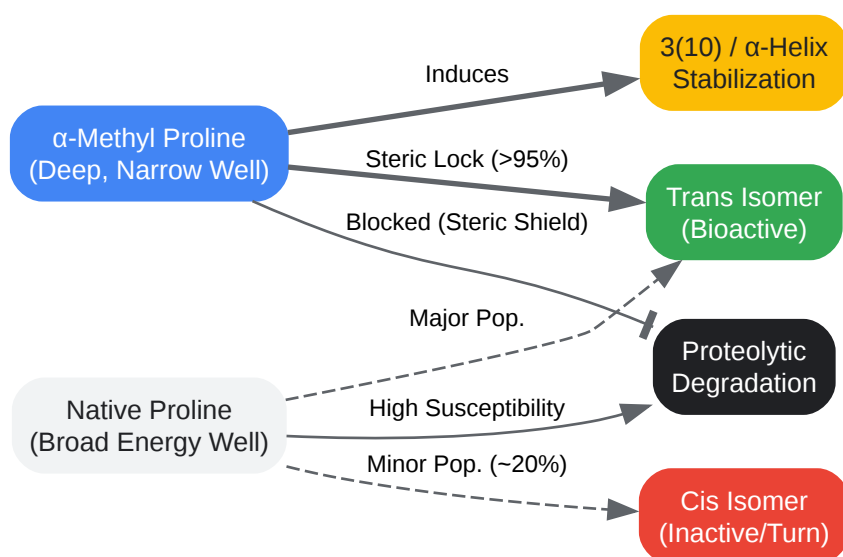 3(10) / α-Helix
Stabilization
Induces
α-Methyl Proline
(Deep, Narrow Well)
Steric Lock (>95%)
Trans Isomer
(Bioactive)
Blocked (Steric Shield)
Major Pop.
Proteolytic
Degradation
Native Proline
(Broad Energy Well)
High Susceptibility
Minor Pop. (~20%)
Cis Isomer
(Inactive/Turn)